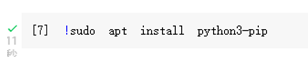 [7] !sudo apt install python3-pip
11
秒